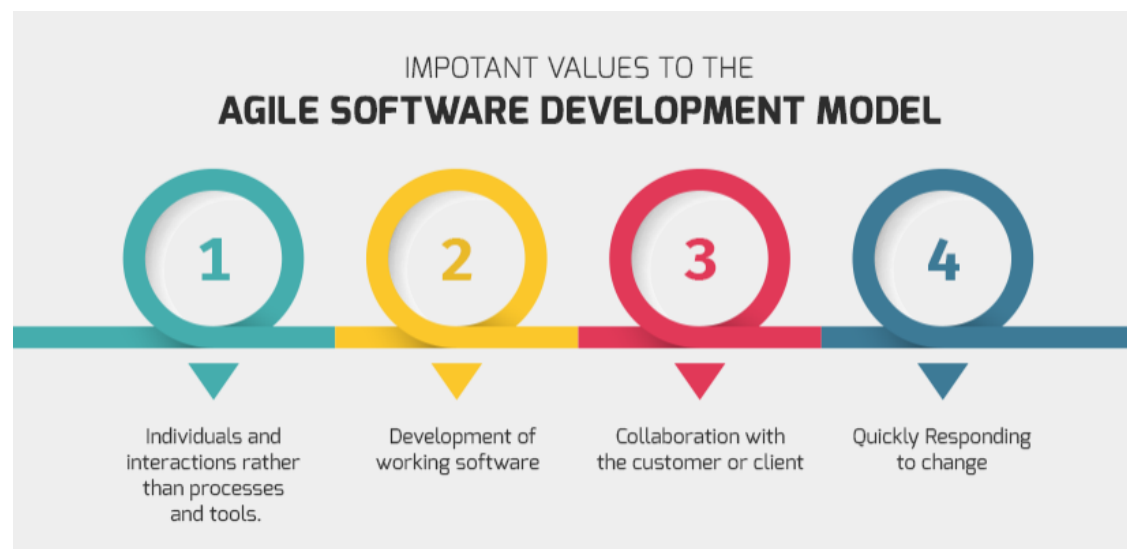 IMPOTANT VALUES TO THE
AGILE SOFTWARE DEVELOPMENT MODEL
1
2
3
4
Individuals and
interactions rather
than processes
and tools.
Development of
working software
Collaboration with
the customer or client
Quickly Responding
to change